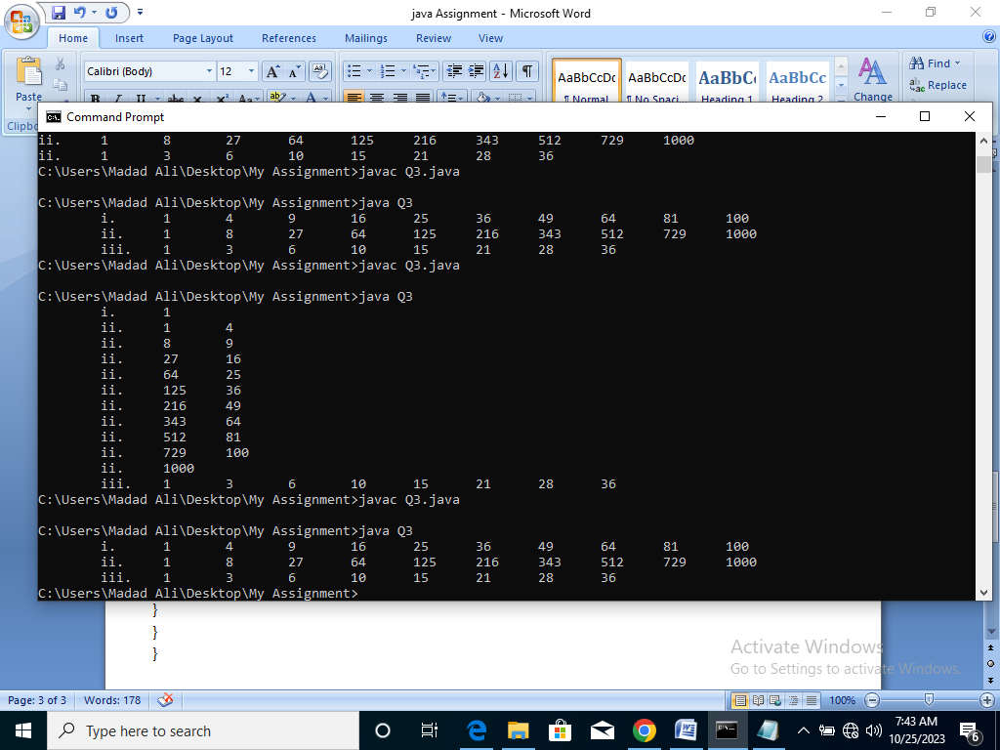 java Assignment - Microsoft Word
Home Insert Page Layout References Mailings Review View
Calibri (Body) 12
AaBbCcDc AaBbCcDc AaBbC AaBbCc
Find
Replace
Paste
¶ Normal ¶ No Spaci... Heading 1 Heading 2 Change
Command Prompt
ii. 1 8 27 64 125 216 343 512 729 1000
ii. 1 3 6 10 15 21 28 36
C:\Users\Madad Ali\Desktop\My Assignment>javac Q3.java
C:\Users\Madad Ali\Desktop\My Assignment>java Q3
i. 1 4 9 16 25 36 49 64 81 100
ii. 1 8 27 64 125 216 343 512 729 1000
iii. 1 3 6 10 15 21 28 36
C:\Users\Madad Ali\Desktop\My Assignment>javac Q3.java
C:\Users\Madad Ali\Desktop\My Assignment>java Q3
i. 1
ii. 1 4
ii. 8 9
ii. 27 16
ii. 64 25
ii. 125 36
ii. 216 49
ii. 343 64
ii. 512 81
ii. 729 100
ii. 1000
iii. 1 3 6 10 15 21 28 36
C:\Users\Madad Ali\Desktop\My Assignment>javac Q3.java
C:\Users\Madad Ali\Desktop\My Assignment>java Q3
i. 1 4 9 16 25 36 49 64 81 100
ii. 1 8 27 64 125 216 343 512 729 1000
iii. 1 3 6 10 15 21 28 36
C:\Users\Madad Ali\Desktop\My Assignment>
}
}
}
Activate Windows
Go to Settings to activate Windows.
Page: 3 of 3 Words: 178 100%
Type here to search
7:43 AM
10/25/2023
6